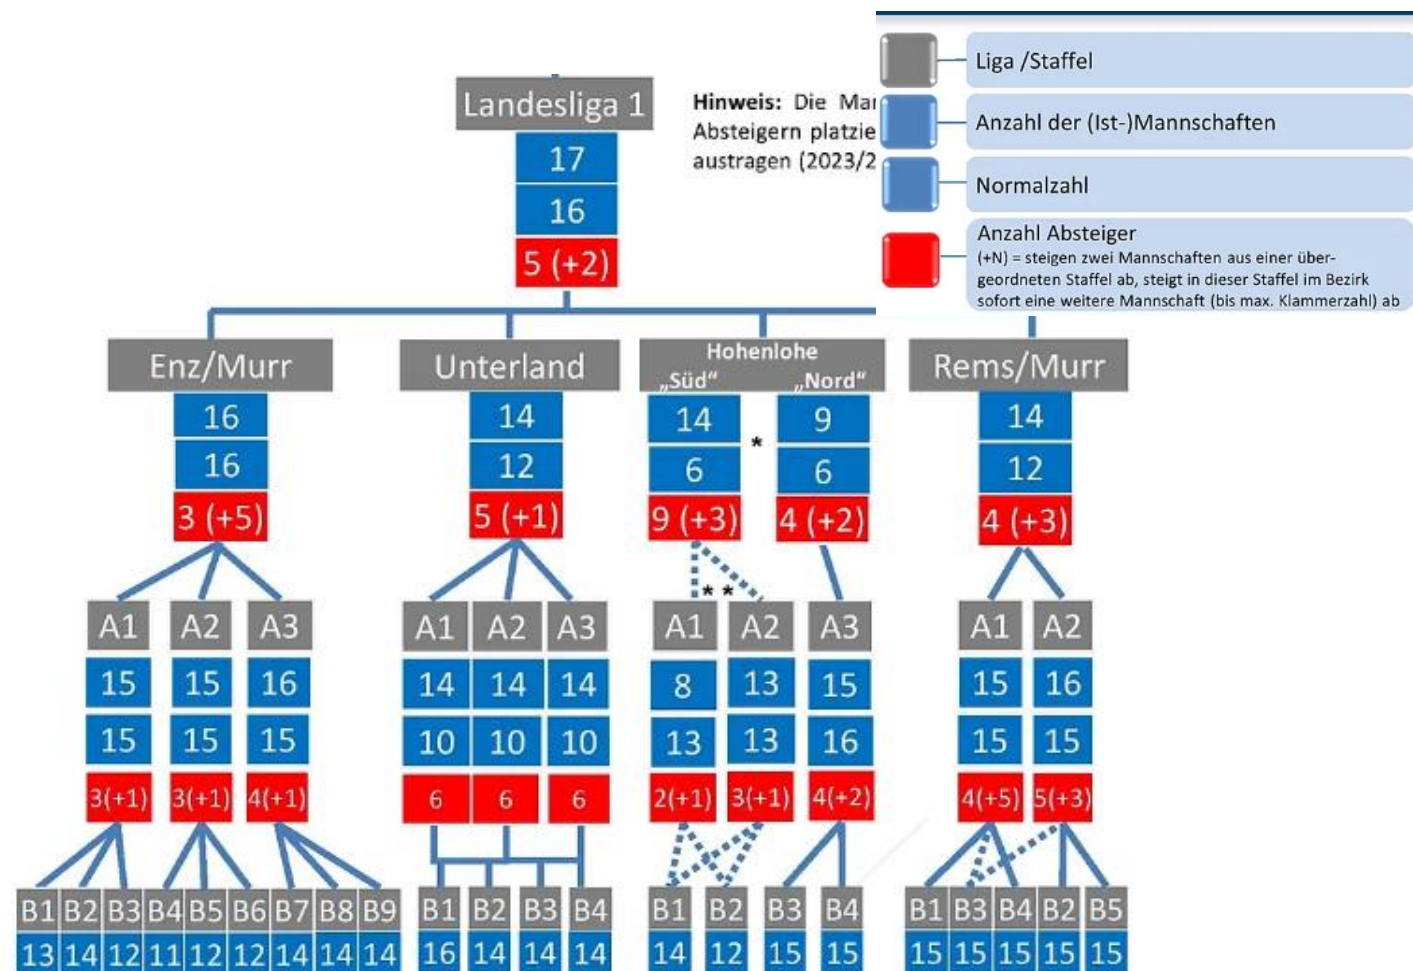 Landesliga 1
17
16
5 (+2)
Hinweis: Die
Absteigern
austragen
Liga /Staffel
Anzahl der (Ist-)Mannschaften
Normalzahl
Anzahl Absteiger
(+N) = steigen zwei Mannschaften aus einer über-
geordneten Staffel ab, steigt in dieser Staffel im Bezirk
sofort eine weitere Mannschaft (bis max. Klammerzahl) ab
Enz/Murr Unterland Hohenlohe Rems/Murr
„Süd“ „Nord“
16 14 14 9 14
*
16 12 6 6 12
3 (+5) 5 (+1) 9 (+3) 4 (+2) 4 (+3)
* *
A1 A2 A3 A1 A2 A3 A1 A2 A3 A1 A2
15 15 16 14 14 14 8 13 15 15 16
15 15 15 10 10 10 13 13 16 15 15
3(+1) 3(+1) 4(+1) 6 6 6 2(+1) 3(+1) 4(+2) 4(+5) 5(+3)
B1 B2 B3 B4 B5 B6 B7 B8 B9 B1 B2 B3 B4 B1 B2 B3 B4 B1 B3 B4 B2 B5
13 14 12 11 12 12 14 14 14 16 14 14 14 14 12 15 15 15 15 15 15 15